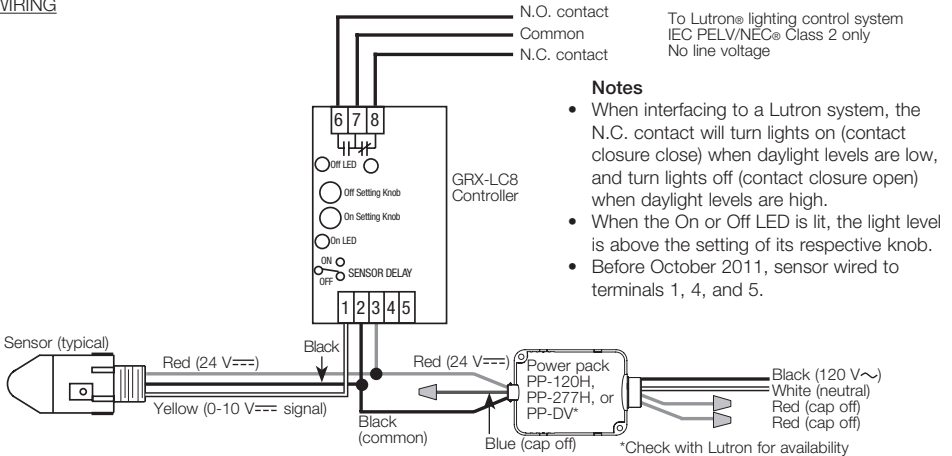 WIRING
N.O. contact
Common
N.C. contact
To Lutron® lighting control system
IEC PELV/NEC® Class 2 only
No line voltage
Notes
• When interfacing to a Lutron system, the
N.C. contact will turn lights on (contact
closure close) when daylight levels are low,
and turn lights off (contact closure open)
when daylight levels are high.
• When the On or Off LED is lit, the light level
is above the setting of its respective knob.
• Before October 2011, sensor wired to
terminals 1, 4, and 5.
6 7 8
Off LED
Off Setting Knob
On Setting Knob
On LED
ON
OFF
SENSOR DELAY
1 2 3 4 5
GRX-LC8
Controller
Sensor (typical)
Red (24 V⎓)
Black
Yellow (0-10 V⎓ signal)
Black
(common)
Red (24 V⎓)
Blue (cap off)
Power pack
PP-120H,
PP-277H, or
PP-DV*
Black (120 V~)
White (neutral)
Red (cap off)
Red (cap off)
*Check with Lutron for availability